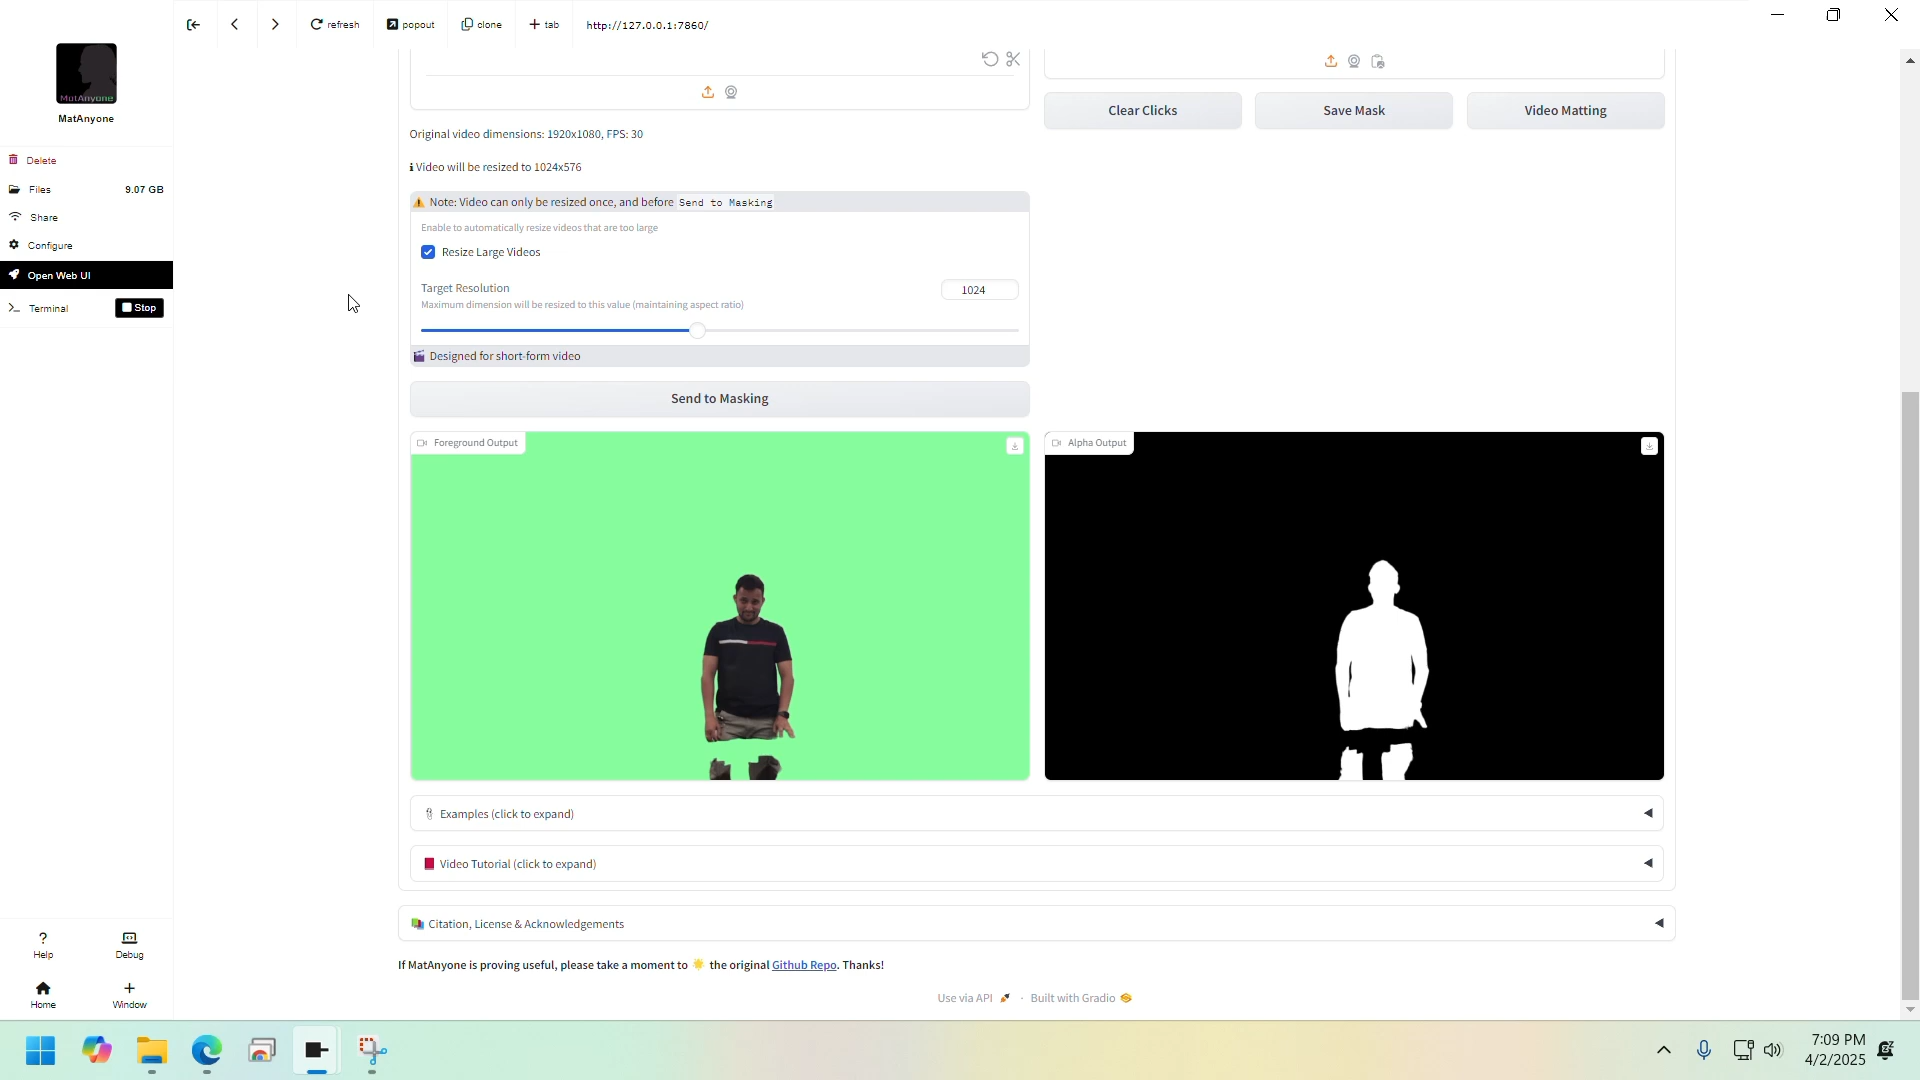 refresh
popout
clone
tab
http://127.0.0.1:7860/
MatAnyone
MatAnyone
Delete
Files 9.07 GB
Share
Configure
Open Web UI
Terminal Stop
Help
Debug
Home
Window
Original video dimensions: 1920x1080, FPS: 30
Video will be resized to 1024x576
Note: Video can only be resized once, and before Send to Masking
Enable to automatically resize videos that are too large
Resize Large Videos
Target Resolution 1024
Maximum dimension will be resized to this value (maintaining aspect ratio)
Designed for short-form video
Send to Masking
Clear Clicks
Save Mask
Video Matting
Foreground Output
Alpha Output
Examples (click to expand)
Video Tutorial (click to expand)
Citation, License & Acknowledgements
If MatAnyone is proving useful, please take a moment to 🌟 the original Github Repo. Thanks!
Use via API · Built with Gradio
7:09 PM
4/2/2025